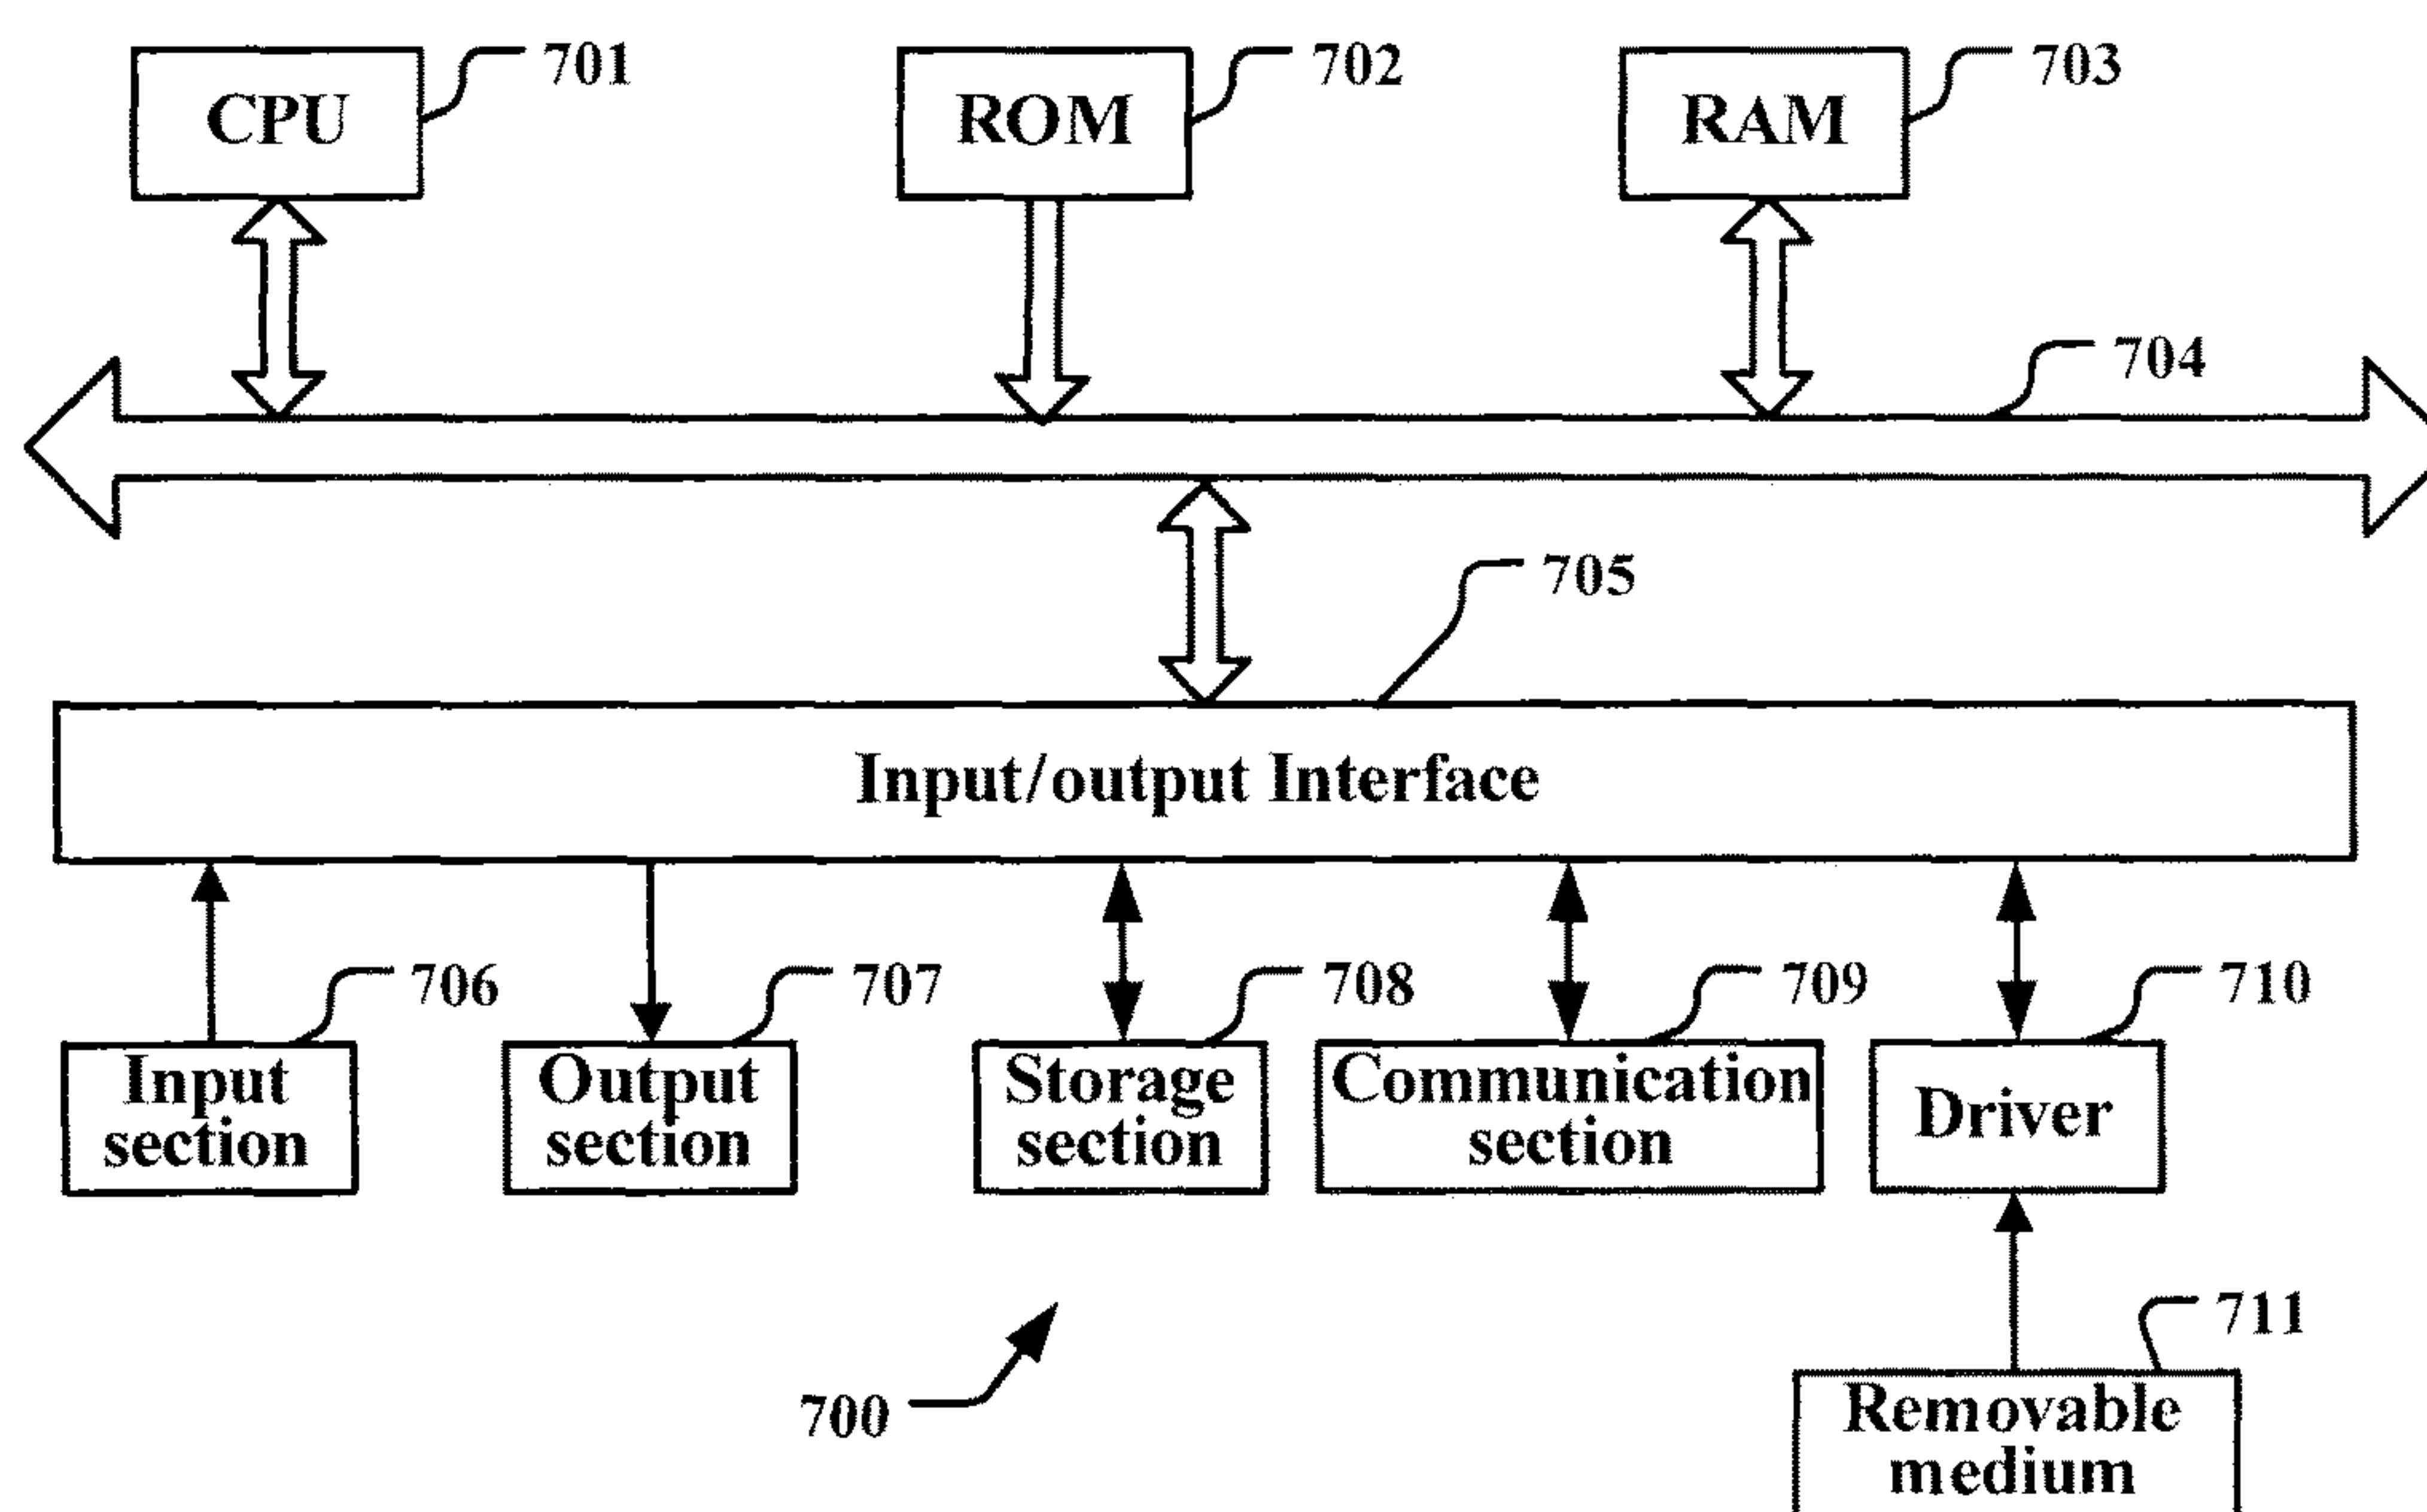 701
702
703
CPU
ROM
RAM
704
705
Input/output Interface
706
707
708
709
710
Input
section
Output
section
Storage
section
Communication
section
Driver
711
700
Removable
medium